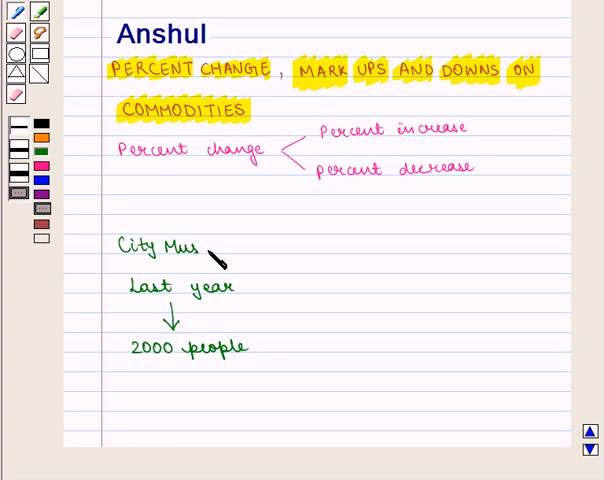 Anshul
PERCENT CHANGE, MARK UPS AND DOWNS ON
COMMODITIES
Percent change
Percent increase
Percent decrease
City Mus
Last year
2000 people